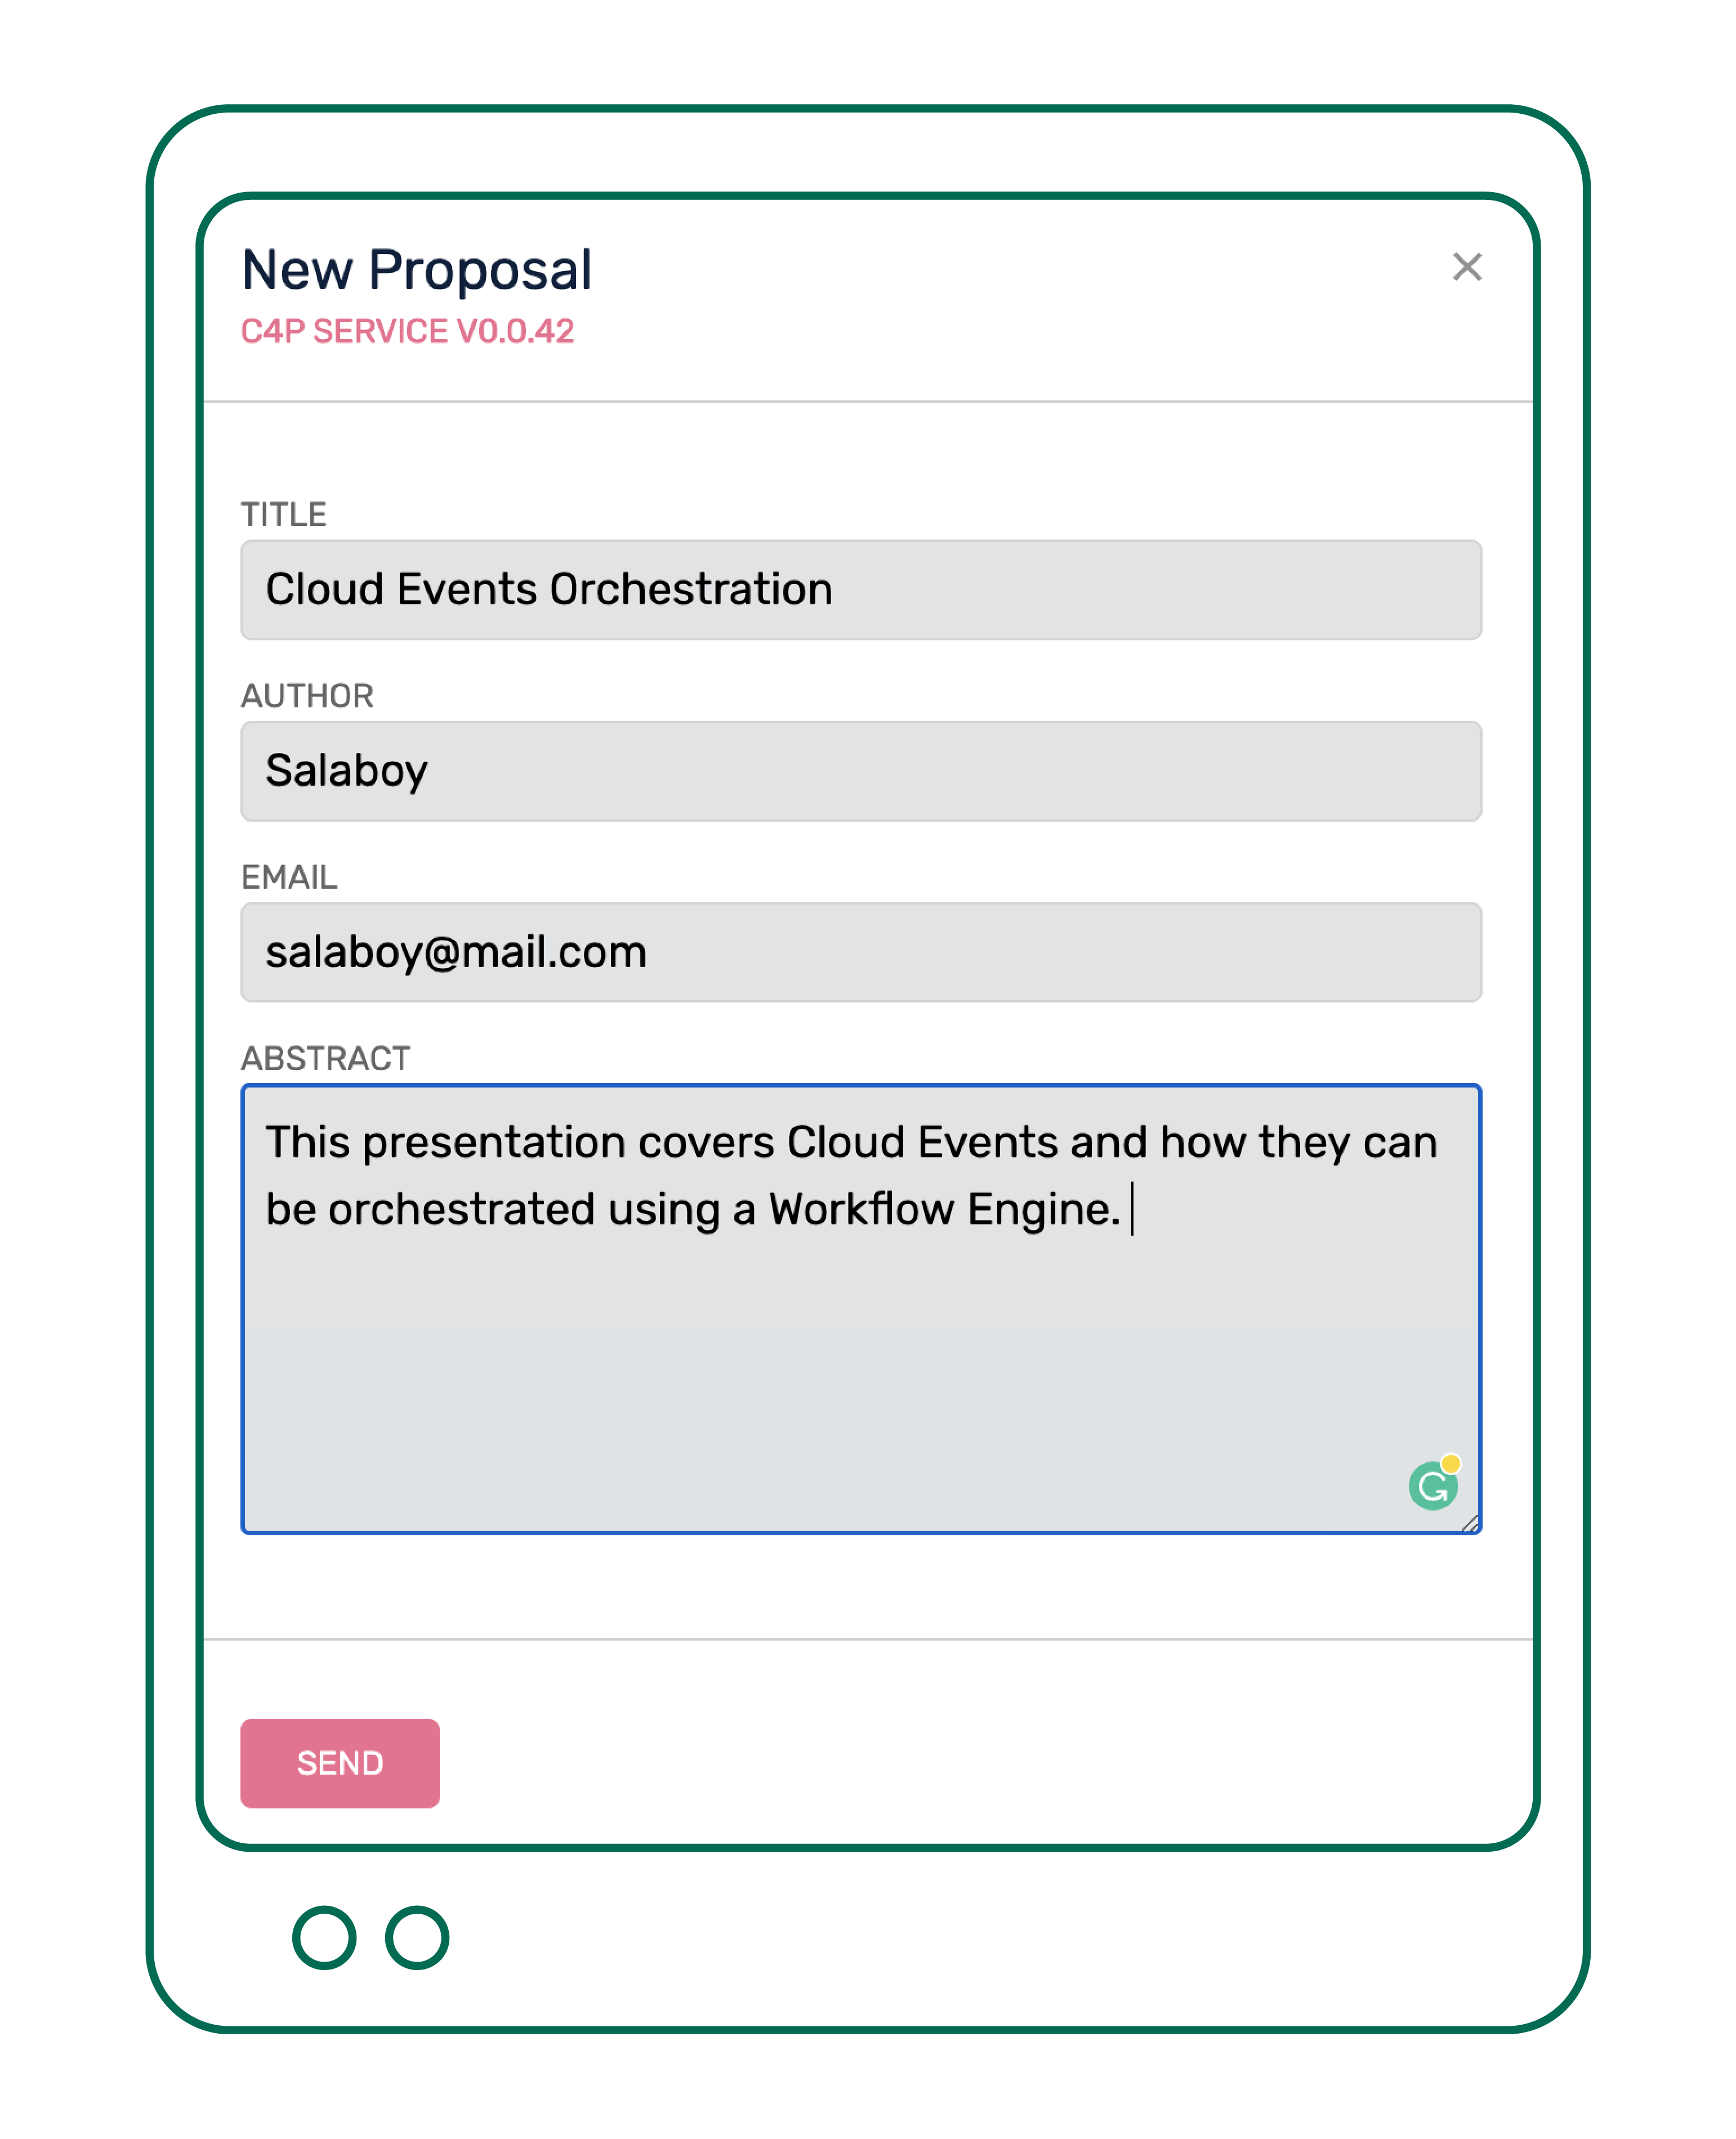 New Proposal
C4P SERVICE V0.0.42
TITLE
Cloud Events Orchestration
AUTHOR
Salaboy
EMAIL
salaboy@mail.com
ABSTRACT
This presentation covers Cloud Events and how they can
be orchestrated using a Workflow Engine.
SEND